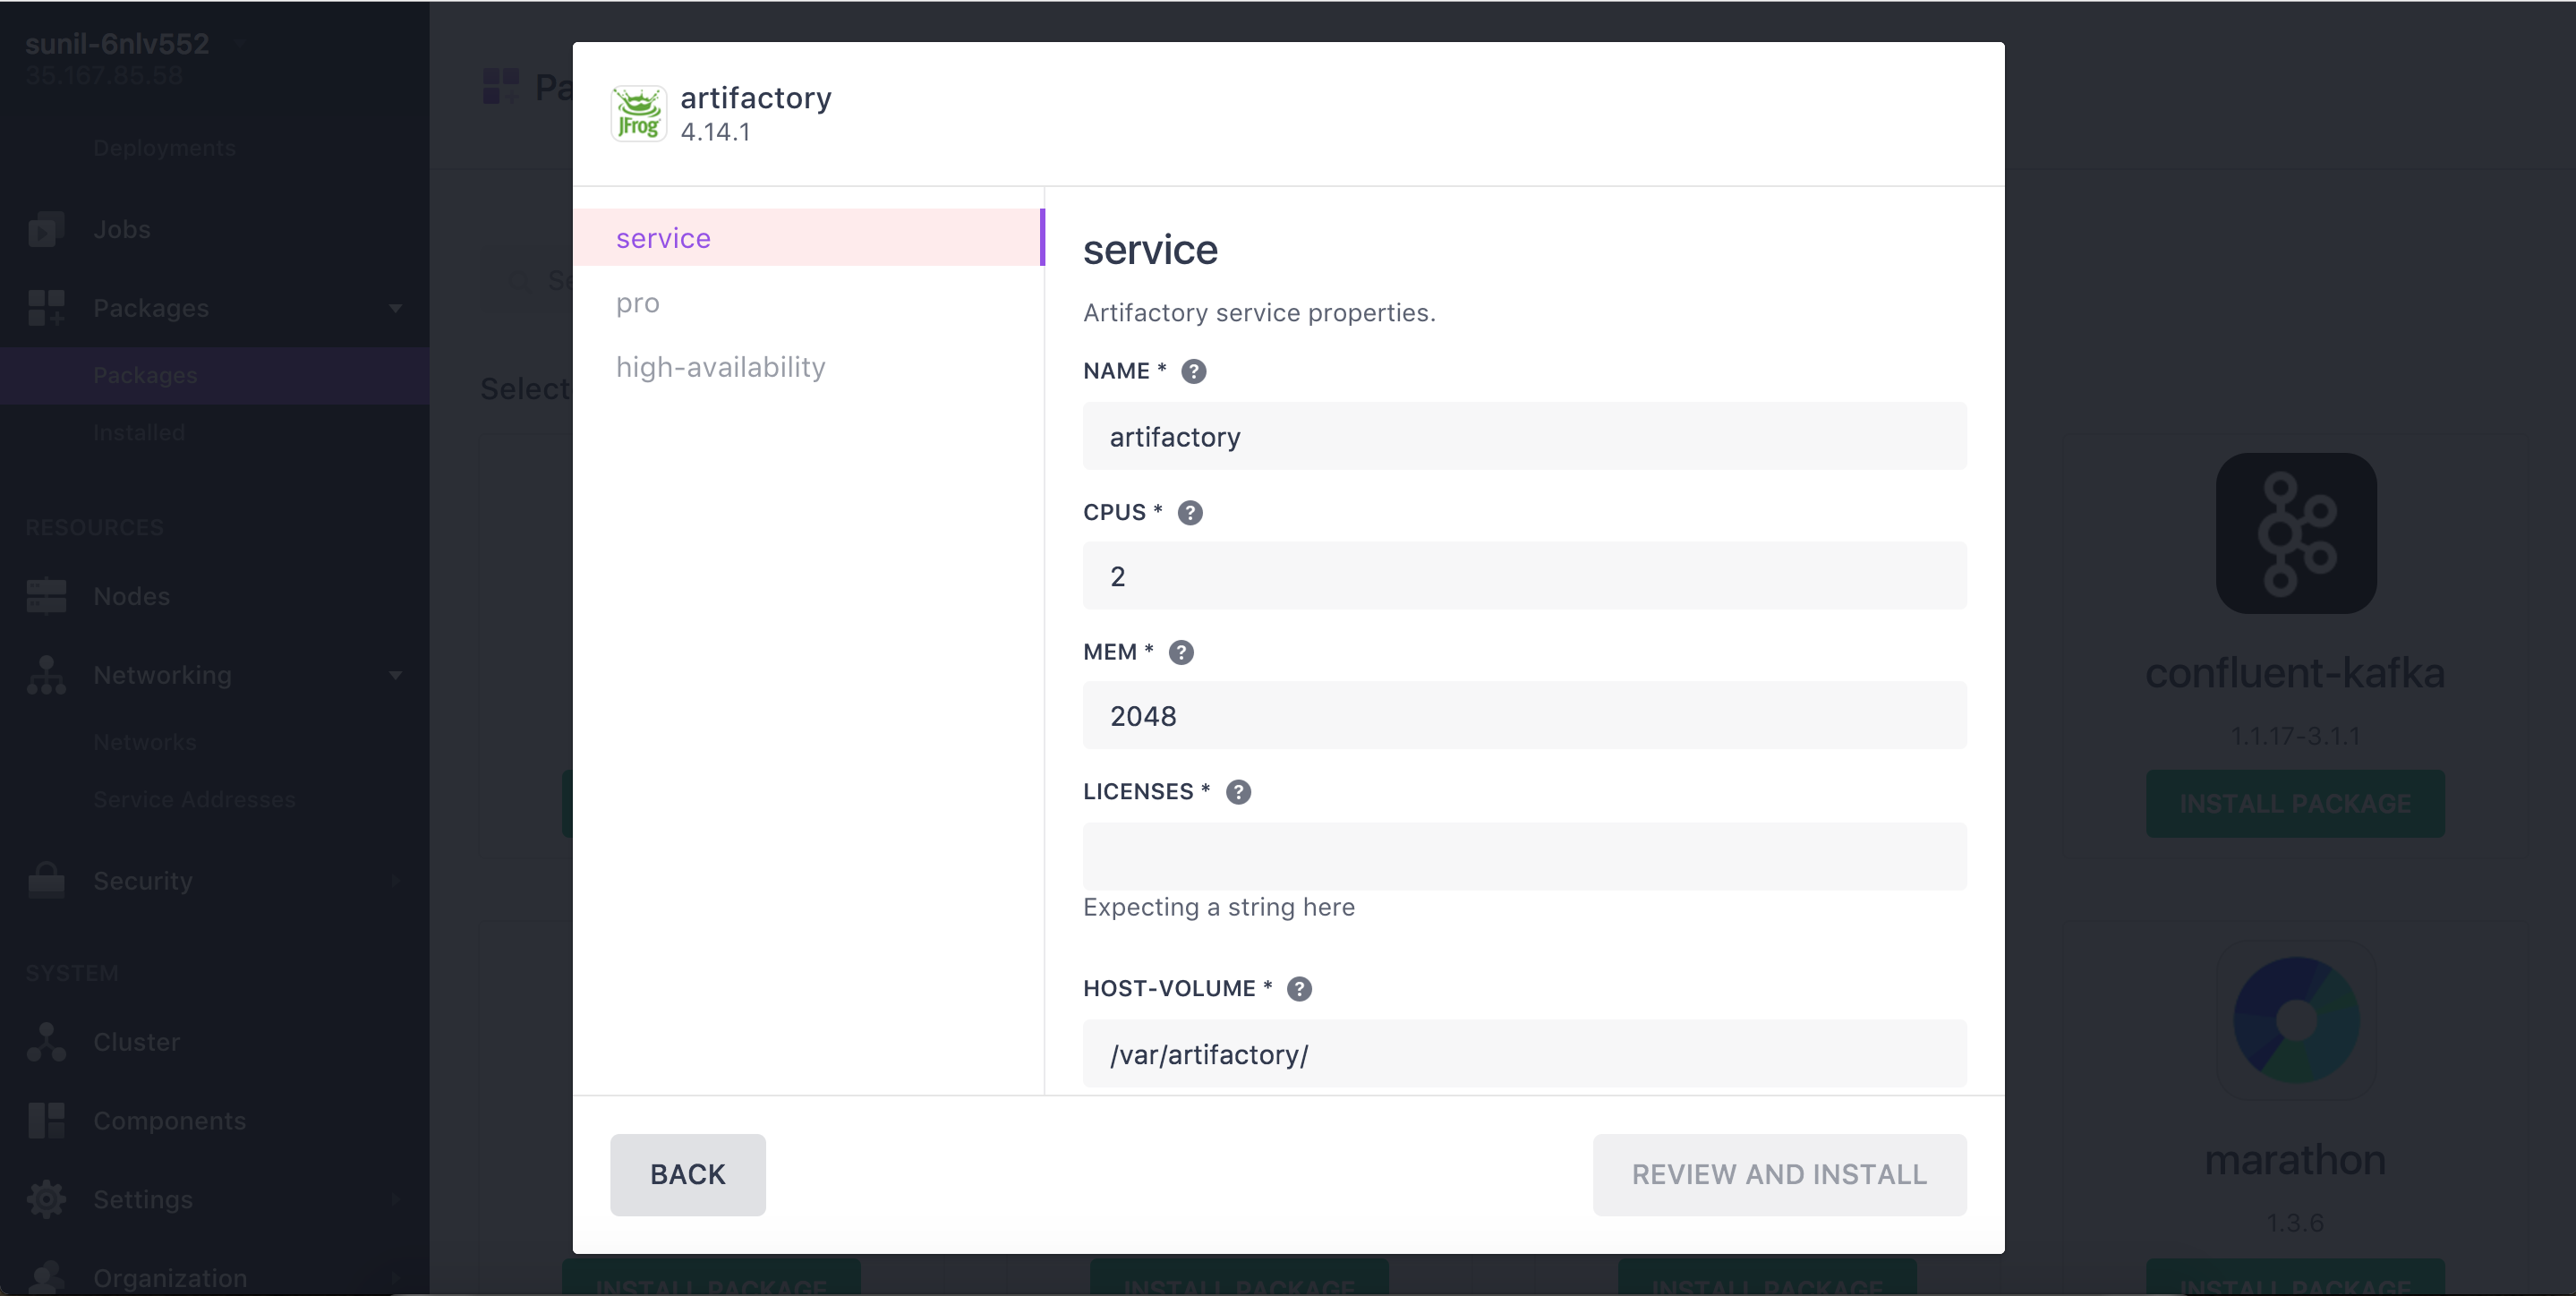 sunil-6nlv552
35.167.85.58
Deployments
Jobs
Packages
Packages
Installed
RESOURCES
Nodes
Networking
Networks
Service Addresses
Security
SYSTEM
Cluster
Components
Settings
Organization
Pa
Se
Select
artifactory
4.14.1
JFrog
service
pro
high-availability
service
Artifactory service properties.
NAME * ?
artifactory
CPUS * ?
2
MEM * ?
2048
LICENSES * ?
Expecting a string here
HOST-VOLUME * ?
/var/artifactory/
BACK
REVIEW AND INSTALL
confluent-kafka
1.1.17-3.1.1
INSTALL PACKAGE
marathon
1.3.6
INSTALL PACKAGE
INSTALL PACKAGE
INSTALL PACKAGE
INSTALL PACKAGE